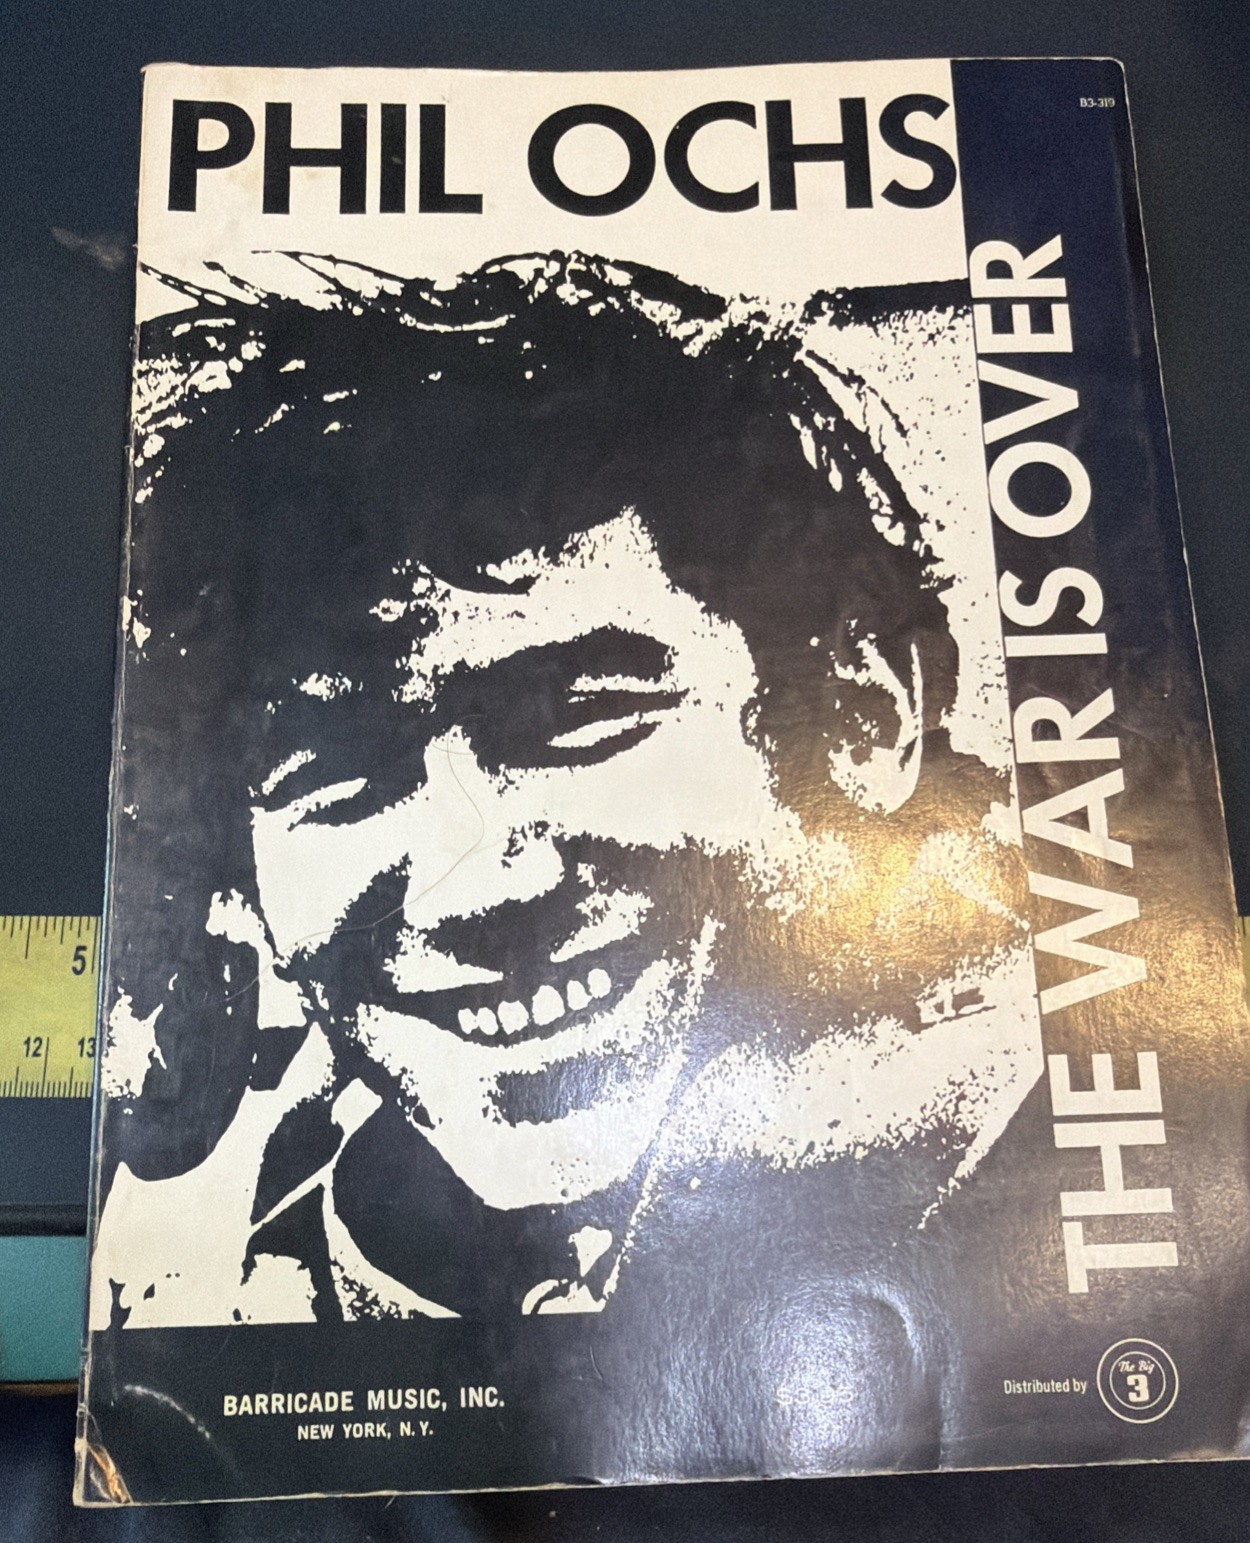 PHIL OCHS
B3-319
THE WAR IS OVER
5
12 13
BARRICADE MUSIC, INC.
NEW YORK, N.Y.
Distributed by
The Big
3